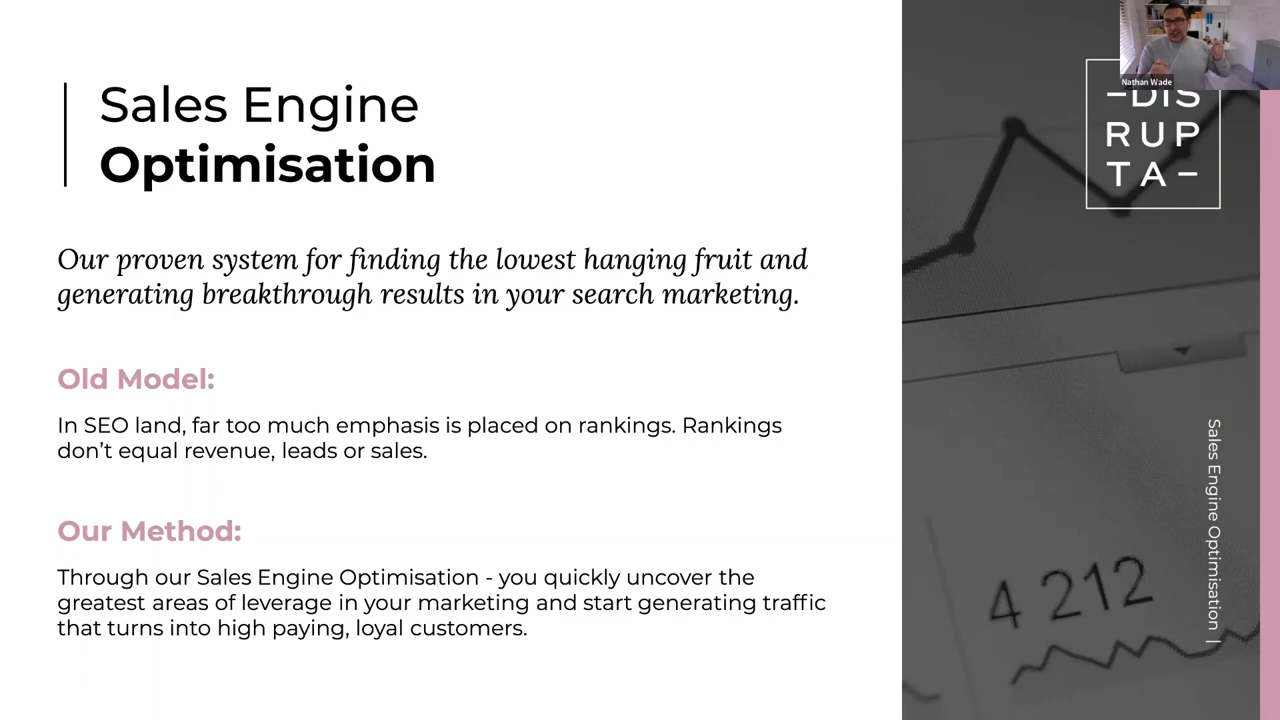 Sales Engine
Optimisation
Our proven system for finding the lowest hanging fruit and
generating breakthrough results in your search marketing.
Old Model:
In SEO land, far too much emphasis is placed on rankings. Rankings
don’t equal revenue, leads or sales.
Our Method:
Through our Sales Engine Optimisation - you quickly uncover the
greatest areas of leverage in your marketing and start generating traffic
that turns into high paying, loyal customers.
Nathan Wade
–DIS
RUP
TA–
Sales Engine Optimisation |
4 212